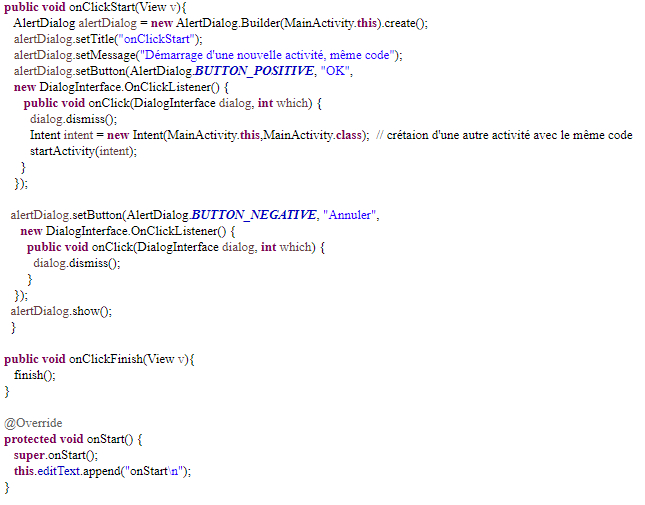 public void onClickStart(View v){
AlertDialog alertDialog = new AlertDialog.Builder(MainActivity.this).create();
alertDialog.setTitle("onClickStart");
alertDialog.setMessage("Démarrage d'une nouvelle activité, même code");
alertDialog.setButton(AlertDialog.BUTTON_POSITIVE, "OK",
new DialogInterface.OnClickListener() {
public void onClick(DialogInterface dialog, int which) {
dialog.dismiss();
Intent intent = new Intent(MainActivity.this,MainActivity.class);  // crétaion d'une autre activité avec le même code
startActivity(intent);
}
});
alertDialog.setButton(AlertDialog.BUTTON_NEGATIVE, "Annuler",
new DialogInterface.OnClickListener() {
public void onClick(DialogInterface dialog, int which) {
dialog.dismiss();
}
});
alertDialog.show();
}
public void onClickFinish(View v){
finish();
}
@Override
protected void onStart() {
super.onStart();
this.editText.append("onStart\n");
}